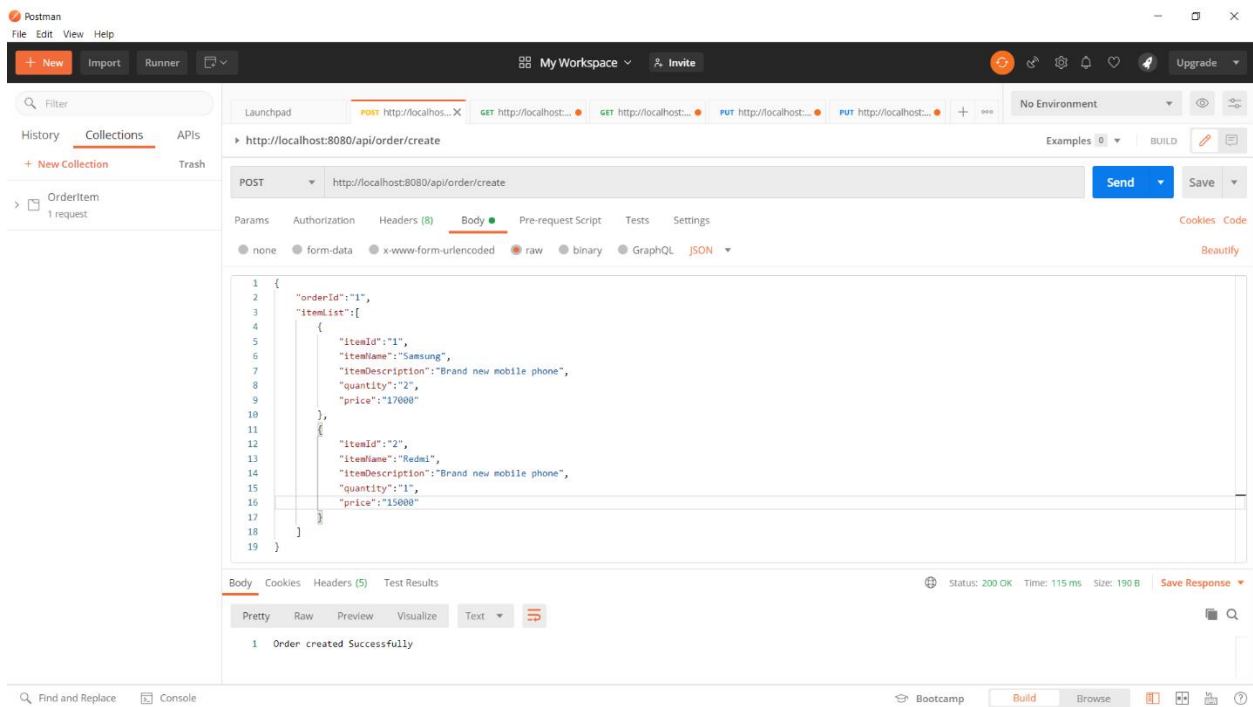 Postman
File Edit View Help
+ New Import Runner My Workspace Invite Upgrade
Filter
History Collections APIs
+ New Collection Trash
OrderItem
1 request
Launchpad POST http://localhos... X GET http://localhost:... GET http://localhost:... PUT http://localhost:... PUT http://localhost:... + ooo No Environment
http://localhost:8080/api/order/create Examples 0 BUILD
POST http://localhost:8080/api/order/create Send Save
Params Authorization Headers (8) Body Pre-request Script Tests Settings Cookies Code
none form-data x-www-form-urlencoded raw binary GraphQL JSON Beautify
1 {
2 "orderId":"1",
3 "itemList":[
4 {
5 "itemId":"1",
6 "itemName":"Samsung",
7 "itemDescription":"Brand new mobile phone",
8 "quantity":"2",
9 "price":"17000"
10 },
11 {
12 "itemId":"2",
13 "itemName":"Redmi",
14 "itemDescription":"Brand new mobile phone",
15 "quantity":"1",
16 "price":"15000"
17 }
18 ]
19 }
Body Cookies Headers (5) Test Results Status: 200 OK Time: 115 ms Size: 190 B Save Response
Pretty Raw Preview Visualize Text
1 Order created Successfully
Find and Replace Console Bootcamp Build Browse